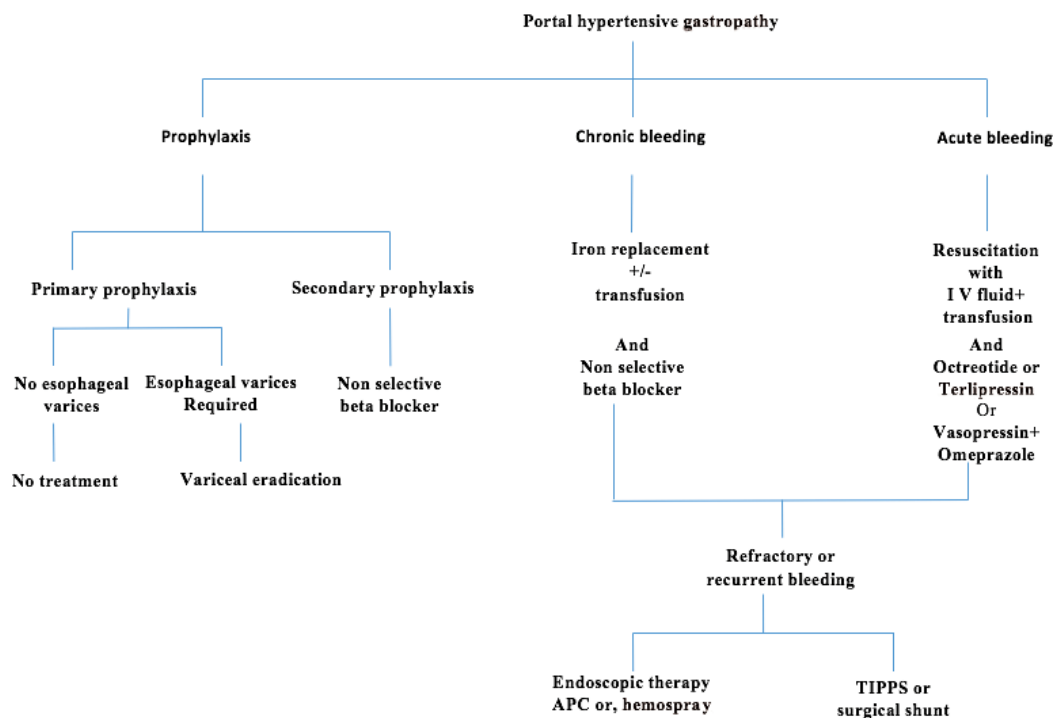 Portal hypertensive gastropathy
Prophylaxis
Chronic bleeding
Acute bleeding
Primary prophylaxis
Secondary prophylaxis
Iron replacement
+/-
transfusion
Resuscitation
with
I V fluid+
transfusion
No esophageal
varices
Esophageal varices
Required
Non selective
beta blocker
And
Non selective
beta blocker
And
Octreotide or
Terlipressin
Or
Vasopressin+
Omeprazole
No treatment
Variceal eradication
Refractory or
recurrent bleeding
Endoscopic therapy
APC or, hemospray
TIPPS or
surgical shunt